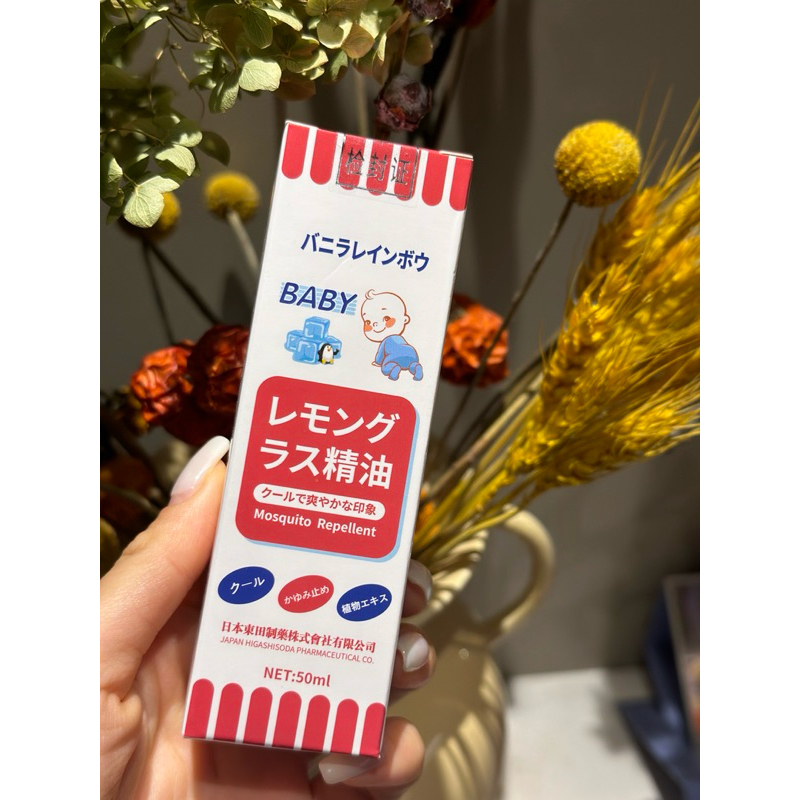 检封证
バニラレインボウ
BABY
レモング
ラス精油
クールで爽やかな印象
Mosquito Repellent
クール
かゆみ止め
植物エキス
日本東田制藥株式會社有限公司
JAPAN HIGASHISODA PHARMACEUTICAL CO.
NET:50ml